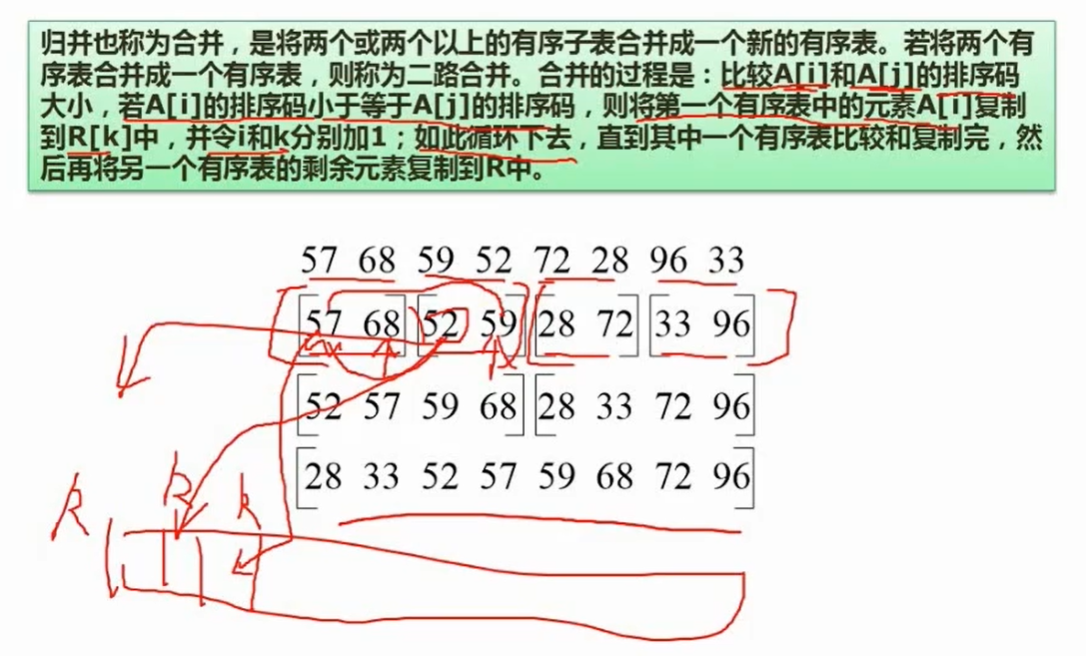 归并也称为合并，是将两个或两个以上的有序子表合并成一个新的有序表。若将两个有
序表合并成一个有序表，则称为二路合并。合并的过程是：比较A[i]和A[j]的排序码
大小，若A[i]的排序码小于等于A[j]的排序码，则将第一个有序表中的元素A[i]复制
到R[k]中，并令i和k分别加1；如此循环下去，直到其中一个有序表比较和复制完，然
后再将另一个有序表的剩余元素复制到R中。
57 68 59 52 72 28 96 33
[57 68] [52 59] [28 72] [33 96]
[52 57 59 68] [28 33 72 96]
[28 33 52 57 59 68 72 96]
R k k